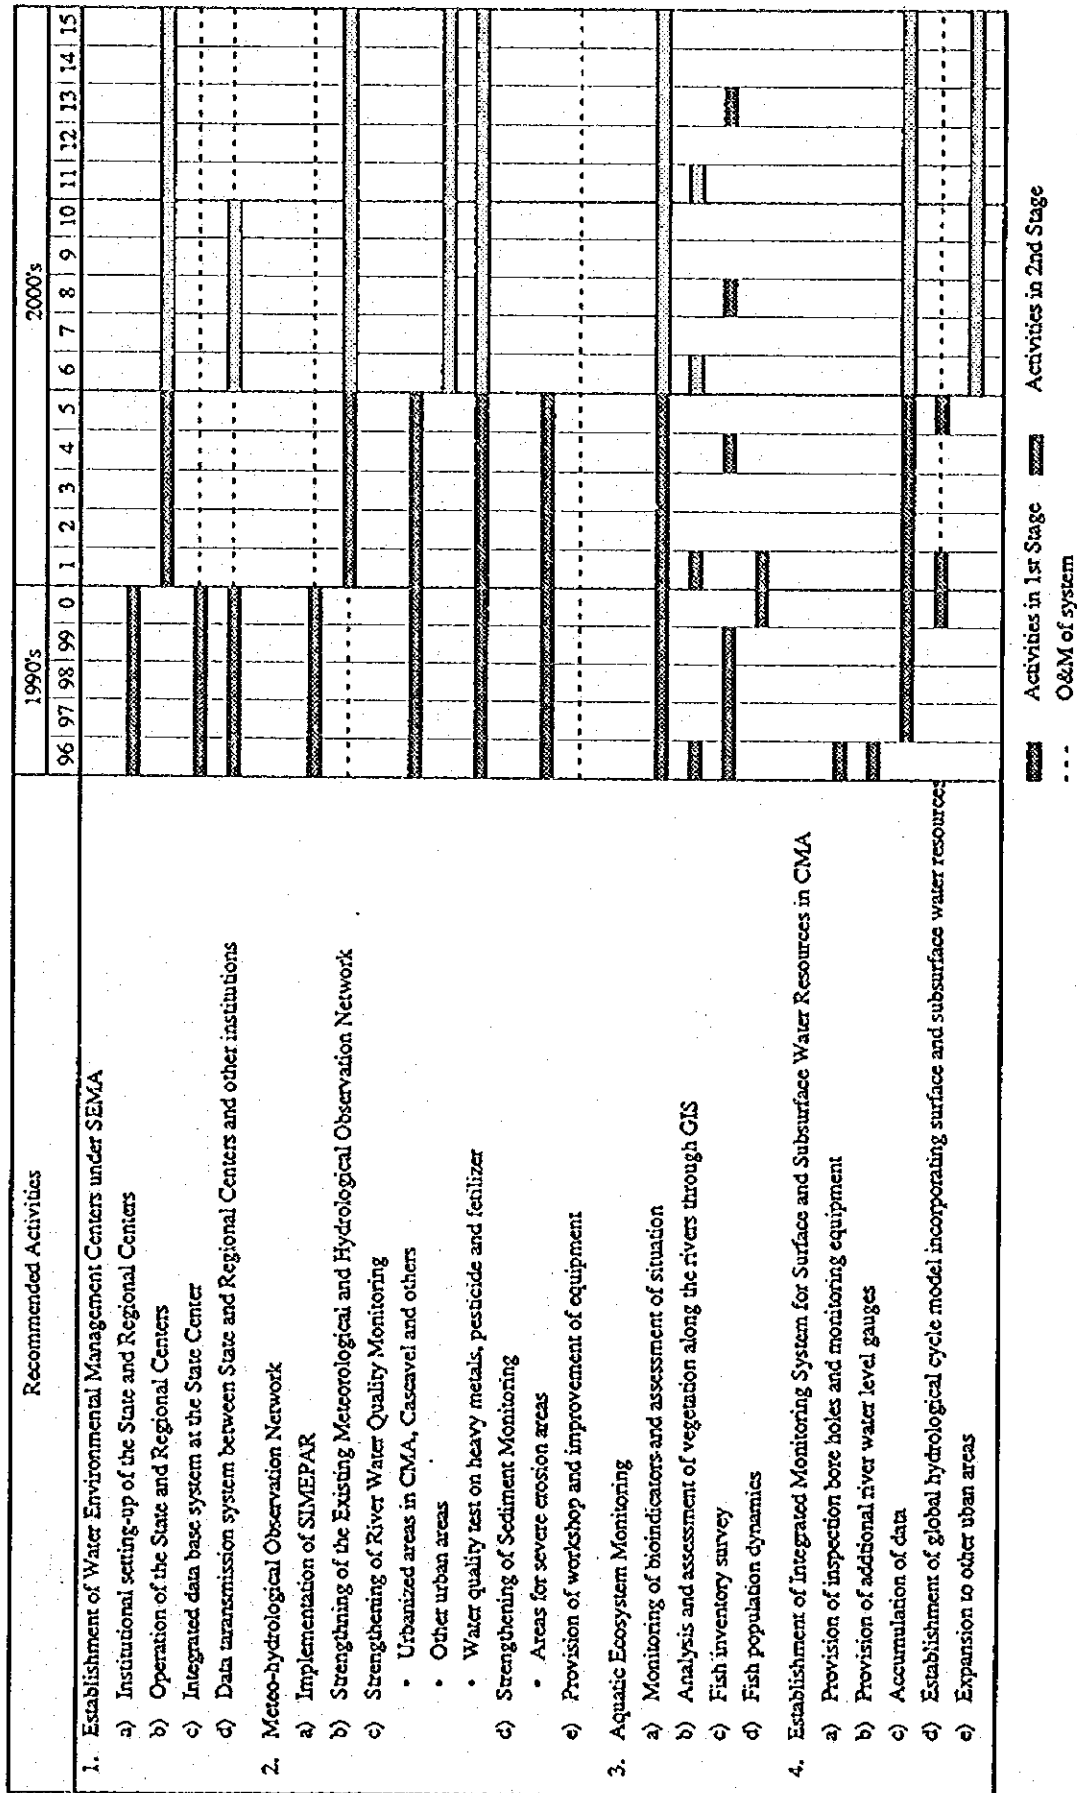 Recommended Activities
1990's
2000's
96 97 98 99 0 1 2 3 4 5 6 7 8 9 10 11 12 13 14 15
1. Establishment of Water Environmental Management Centers under SEMA
a) Institutional setting-up of the State and Regional Centers
b) Operation of the State and Regional Centers
c) Integrated data base system at the State Center
d) Data taransmission system between State and Regional Centers and other institutions
2. Meteo-hydrological Observation Network
a) Implementation of SIMEPAR
b) Strengthning of the Existing Meteorological and Hydrological Observation Network
c) Strengthening of River Water Quality Monitoring
• Urbanized areas in CMA, Cascavel and others
• Other urban areas
• Water quality test on heavy metals, pesticide and fetilizer
d) Strengthening of Sediment Monitoring
• Areas for severe erosion areas
e) Provision of workshop and improvement of equipment
3. Aquatic Ecosystem Monitoring
a) Monitoring of bioindicators and assessment of situation
b) Analysis and assessment of vegetation along the rivers through GIS
c) Fish inventory survey
d) Fish population dynamics
4. Establishment of Integrated Monitoring System for Surface and Subsurface Water Resources in CMA
a) Provision of inspection bore holes and monitoring equipment
b) Provision of additional river water level gauges
c) Accumulation of data
d) Establishment of global hydrological cycle model incorporating surface and subsurface water resources
e) Expansion to other uban areas
Activities in 1st Stage
Activities in 2nd Stage
O&M of system